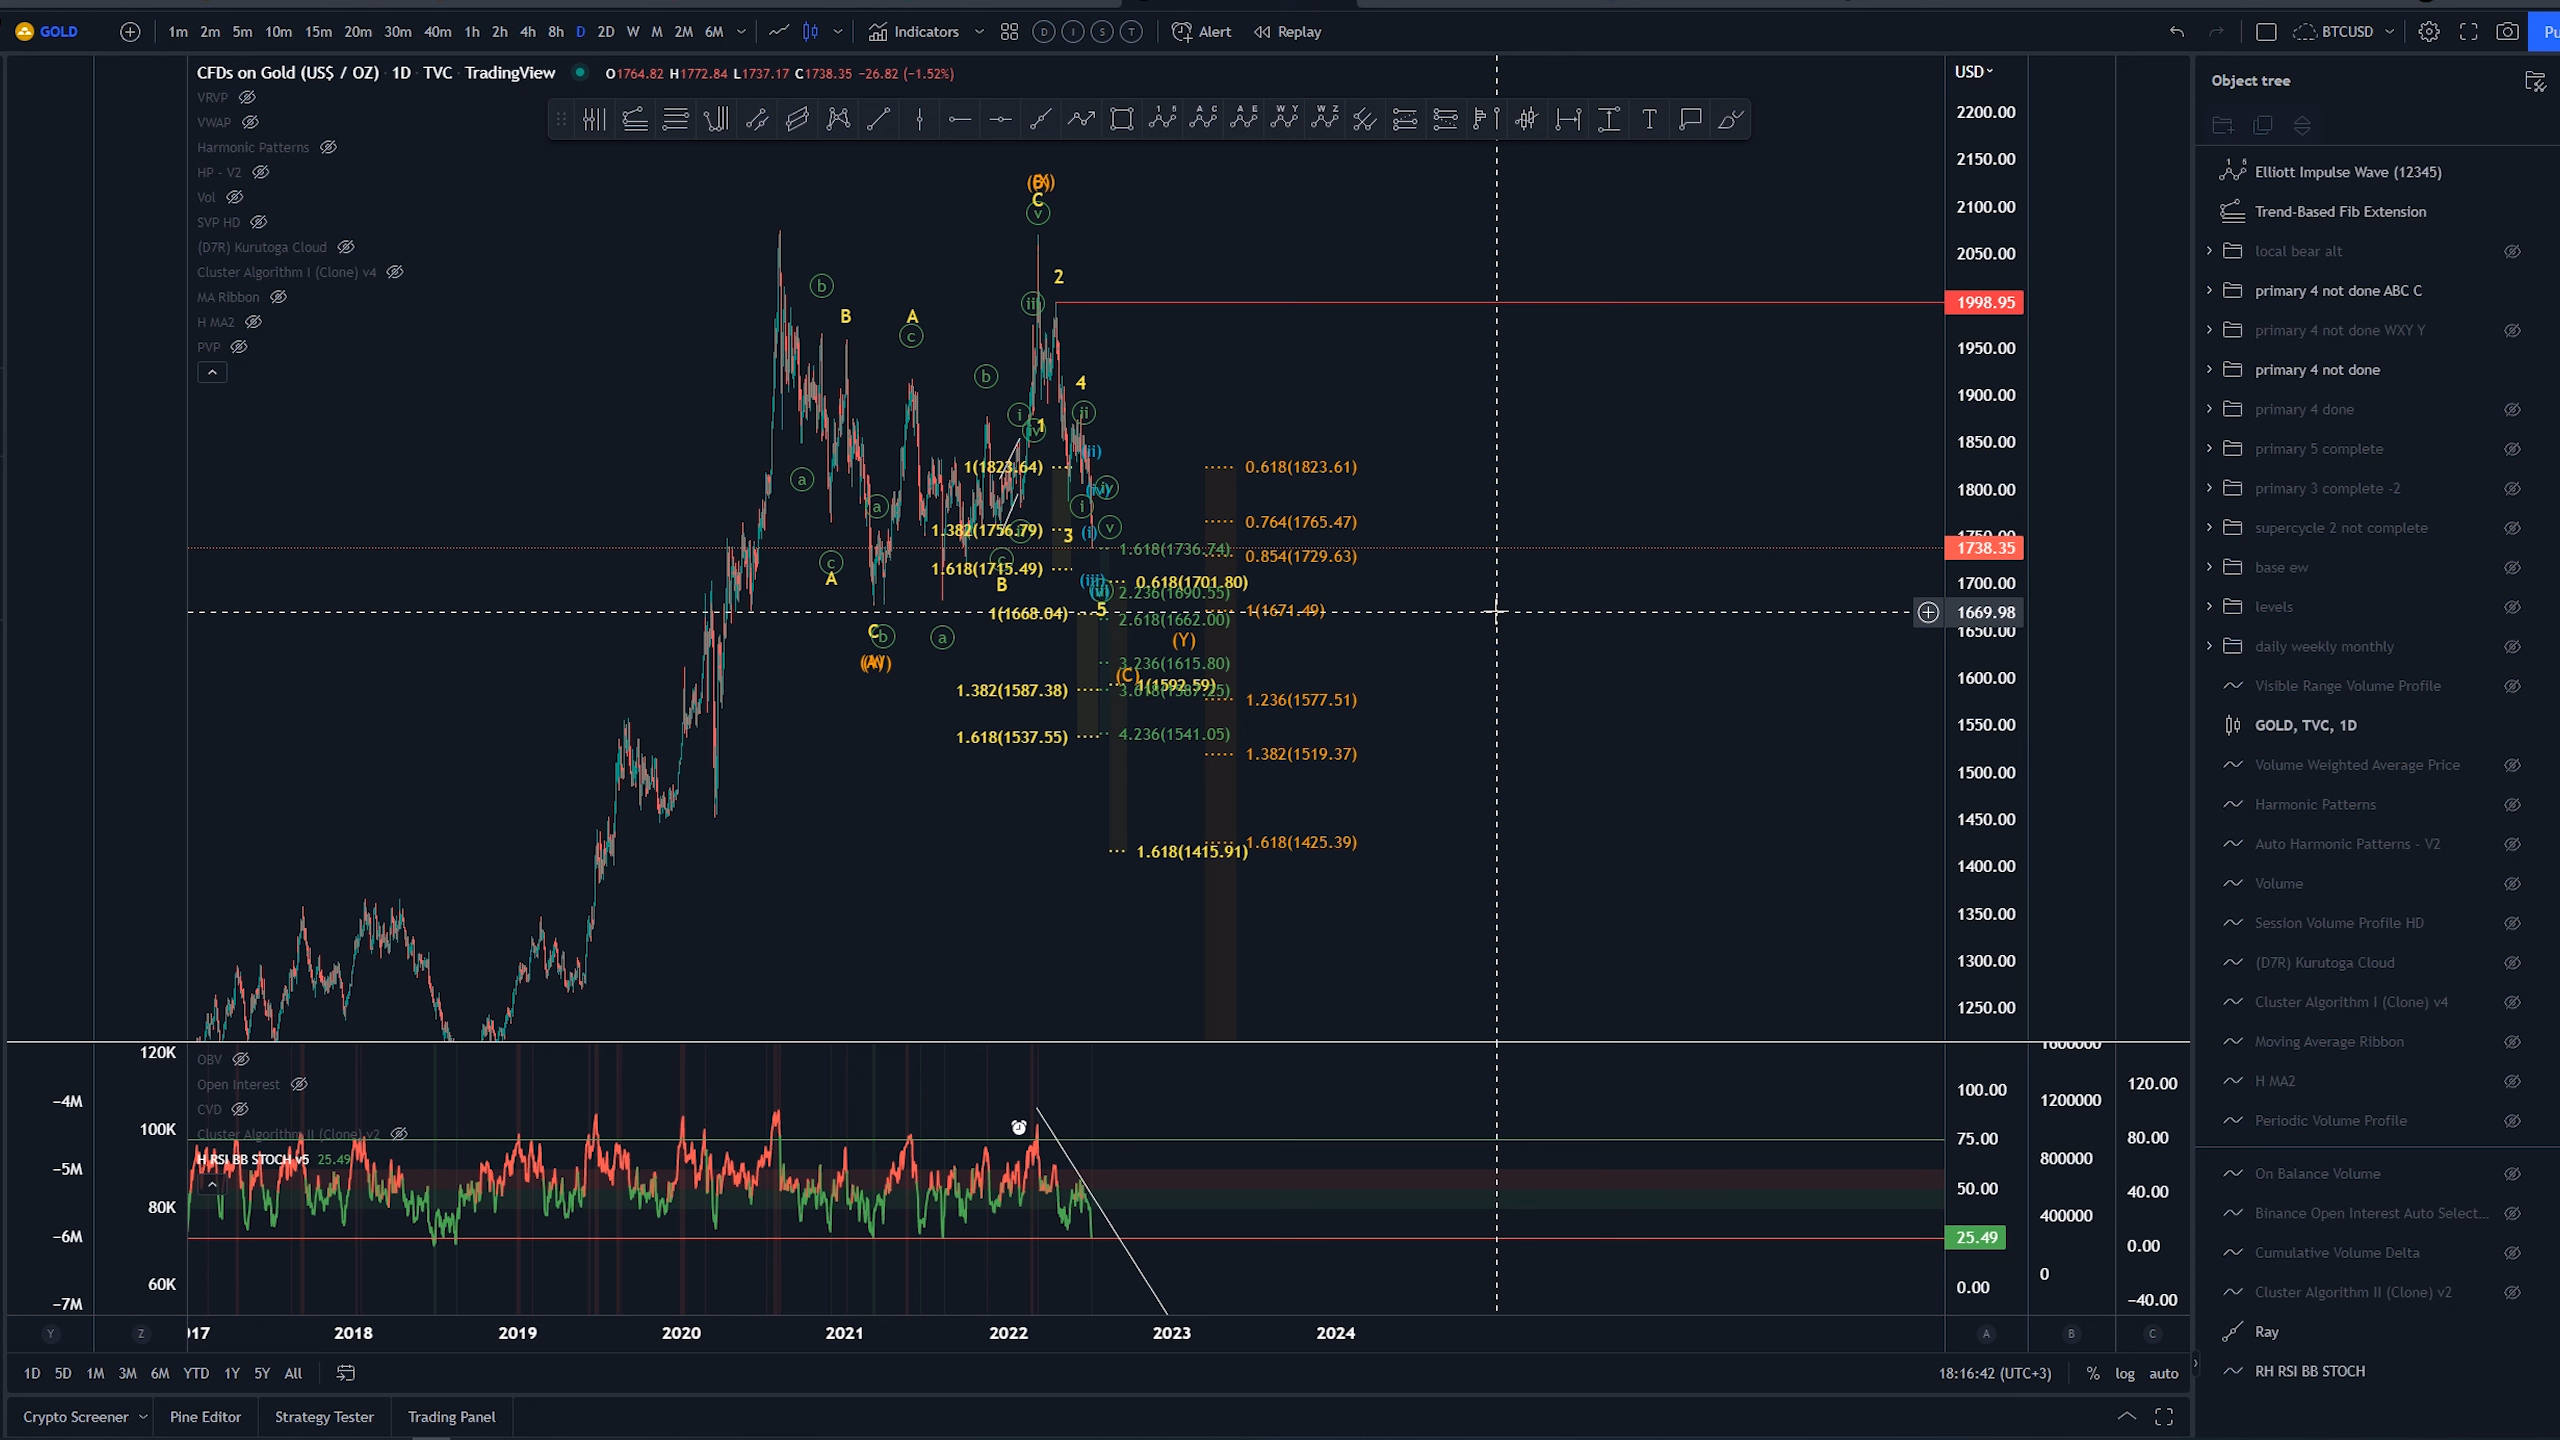 GOLD 1m 2m 5m 10m 15m 20m 30m 40m 1h 2h 4h 8h D 2D W M 2M 6M Indicators D I S T Alert Replay BTCUSD Pu
CFDs on Gold (US$ / OZ) 1D TVC TradingView O1764.82 H1772.84 L1737.17 C1738.35 −26.82 (−1.52%)
VRVP
VWAP
Harmonic Patterns
HP - V2
Vol
SVP HD
(D7R) Kurutoga Cloud
Cluster Algorithm I (Clone) v4
MA Ribbon
H MA2
PVP
1 5 A C A E W Y W Z T
C
v
2
b
iii
B
A
c
b
4
i
ii
1
(ii)
1(1823.64)
0.618(1823.61)
a
iv
a
i
0.764(1765.47)
1.382(1756.79)
3
(i)
v
1.618(1736.74)
0.854(1729.63)
c
A
1.618(1715.49)
B
(iii)
0.618(1701.80)
2.236(1690.55)
5
1(1668.04)
1(1671.49)
2.618(1662.00)
C
b
a
(Y)
3.236(1615.80)
(C)
1(1592.59)
1.382(1587.38)
3.618(1587.25)
1.236(1577.51)
1.618(1537.55)
4.236(1541.05)
1.382(1519.37)
1.618(1425.39)
1.618(1415.91)
USD
2200.00
2150.00
2100.00
2050.00
1998.95
1950.00
1900.00
1850.00
1800.00
1750.00
1738.35
1700.00
1669.98
1650.00
1600.00
1550.00
1500.00
1450.00
1400.00
1350.00
1300.00
1250.00
OBV
Open Interest
CVD
Cluster Algorithm II (Clone) v2
H RSI BB STOCH v5 25.49
−4M
−5M
−6M
−7M
120K
100K
80K
60K
100.00
75.00
50.00
25.49
0.00
1600000
1200000
800000
400000
0
120.00
80.00
40.00
0.00
−40.00
Y Z 2017 2018 2019 2020 2021 2022 2023 2024 A B C
1D 5D 1M 3M 6M YTD 1Y 5Y All 18:16:42 (UTC+3) % log auto
Crypto Screener Pine Editor Strategy Tester Trading Panel
Object tree
Elliott Impulse Wave (12345)
Trend-Based Fib Extension
local bear alt
primary 4 not done ABC C
primary 4 not done WXY Y
primary 4 not done
primary 4 done
primary 5 complete
primary 3 complete -2
supercycle 2 not complete
base ew
levels
daily weekly monthly
Visible Range Volume Profile
GOLD, TVC, 1D
Volume Weighted Average Price
Harmonic Patterns
Auto Harmonic Patterns - V2
Volume
Session Volume Profile HD
(D7R) Kurutoga Cloud
Cluster Algorithm I (Clone) v4
Moving Average Ribbon
H MA2
Periodic Volume Profile
On Balance Volume
Binance Open Interest Auto Select...
Cumulative Volume Delta
Cluster Algorithm II (Clone) v2
Ray
RH RSI BB STOCH